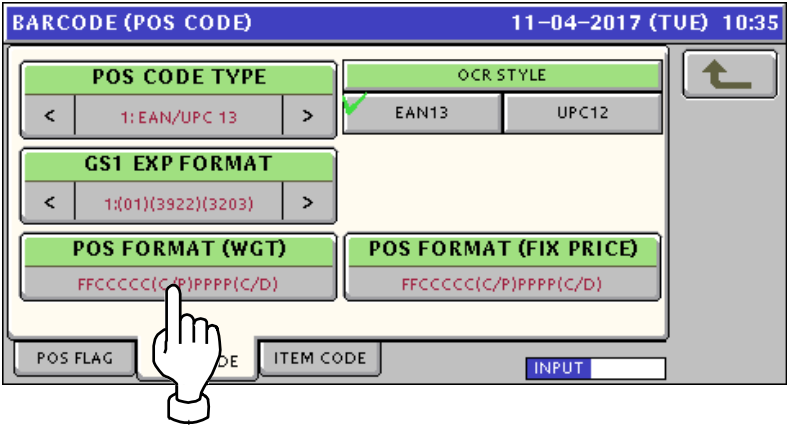 BARCODE (POS CODE) 11-04-2017 (TUE) 10:35
POS CODE TYPE
< 1: EAN/UPC 13 >
OCR STYLE
EAN13 UPC12
GS1 EXP FORMAT
< 1:(01)(3922)(3203) >
POS FORMAT (WGT)
FFCCCCC(C/P)PPPP(C/D)
POS FORMAT (FIX PRICE)
FFCCCCC(C/P)PPPP(C/D)
POS FLAG ITEM CODE
INPUT